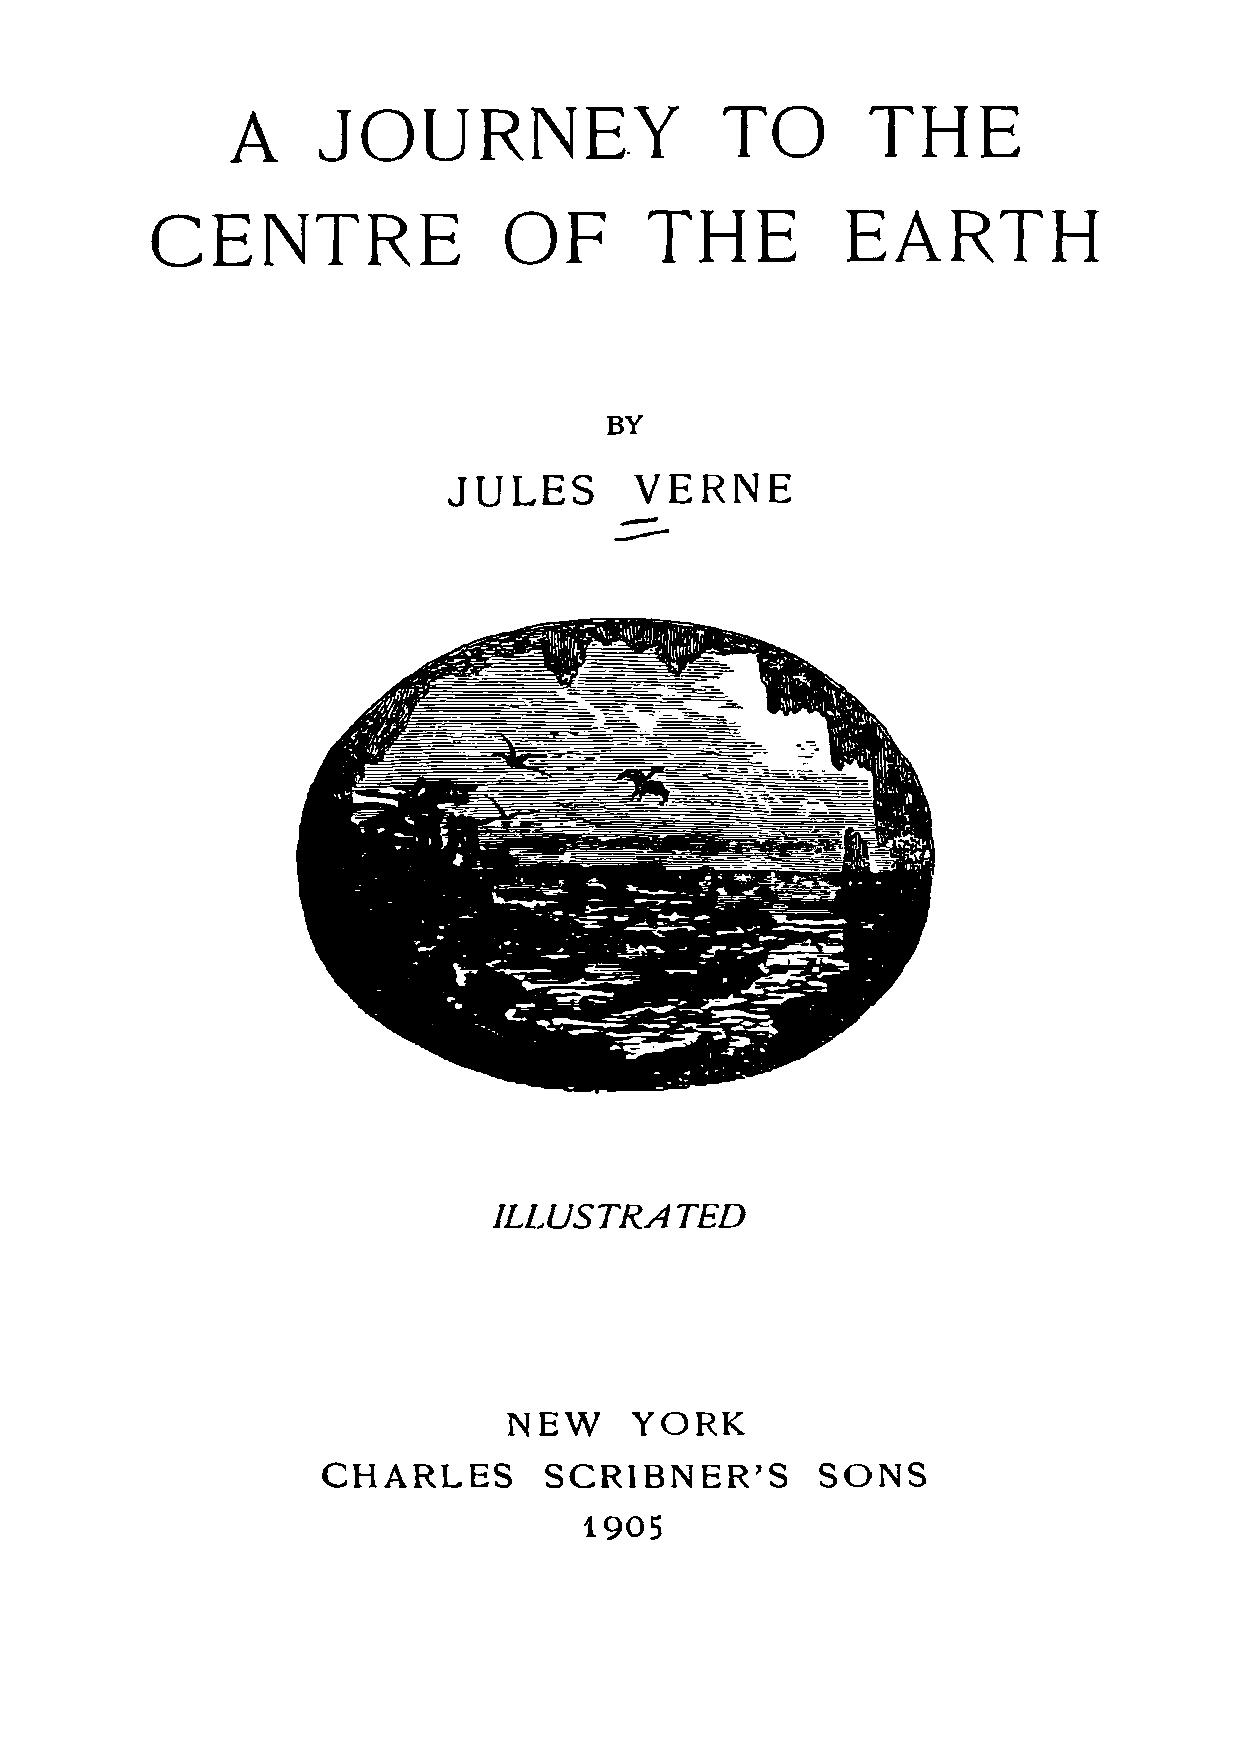 A JOURNEY TO THE
CENTRE OF THE EARTH
BY
JULES VERNE
ILLUSTRATED
NEW YORK
CHARLES SCRIBNER'S SONS
1905